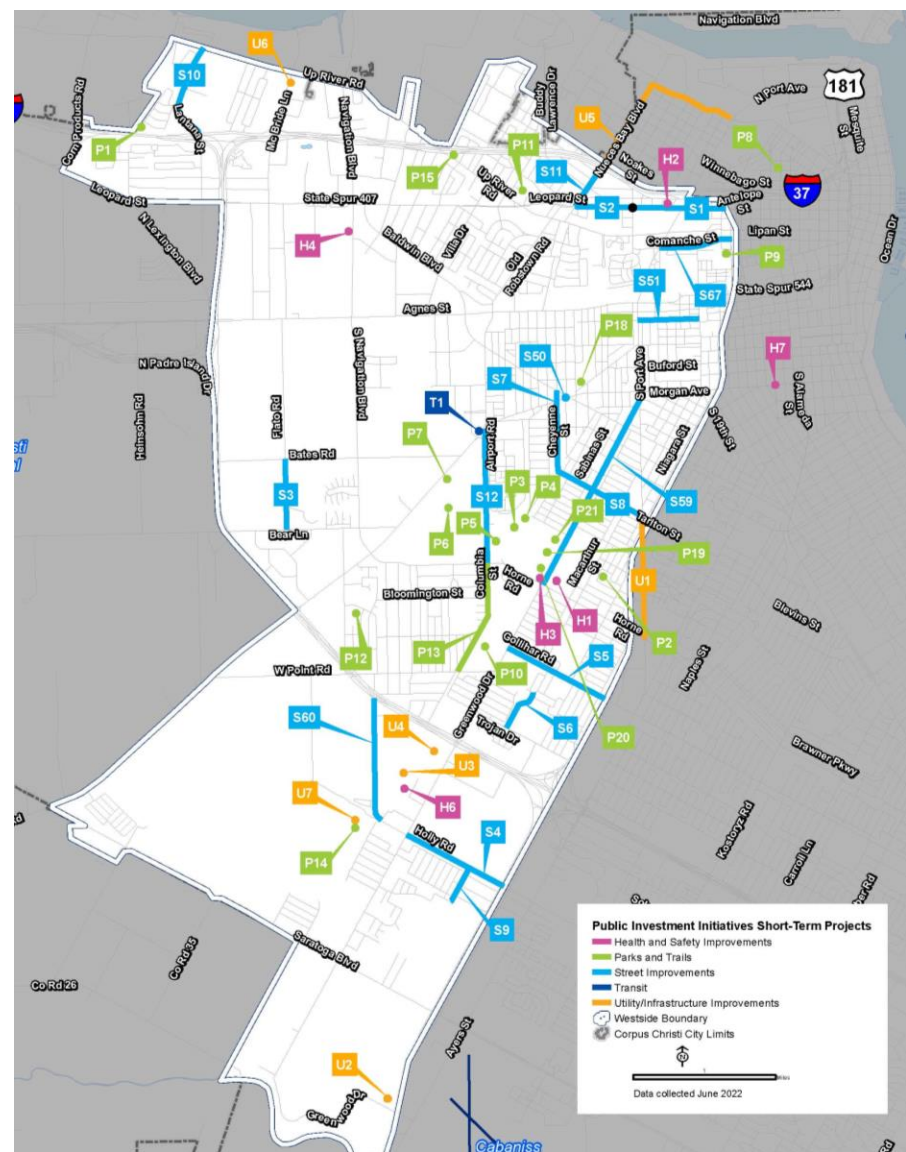 Navigation Blvd
U6
S10
Up River Rd
181
N Port Ave
Mesquite St
Corn Products Rd
Lantana St
Mc Bride Ln
Navigation Blvd
Buddy Lawrence Dr
U5
Nueces Bay Blvd
P8
P1
P15
P11
S11
Noakes St
H2
Winnebago St
37
Leopard St
State Spur 407
Up River Rd
Leopard St
S2
S1
Antelope St
Ocean Dr
N Lexington Blvd
H4
Baldwin Blvd
Villa Dr
Old Robstown Rd
Comanche St
Lipan St
P9
S51
S67
State Spur 544
Agnes St
P18
H7
N Padre Island Dr
S Navigation Blvd
S50
S7
S Port Ave
Buford St
Morgan Ave
S Alameda St
Heinsohn Rd
Flato Rd
T1
Airport Rd
Cheyenne St
Sabinas St
Niagara St
S 19th St
Bates Rd
P7
S3
S12
P3
P4
S8
S59
Bear Ln
P6
P5
P21
Tarlton St
P19
Columbia St
Horne Rd
Macarthur St
U1
Bloomington St
H3
H1
Horne Rd
P2
Blevins St
P12
P13
Gollihar Rd
S5
Naples St
W Point Rd
P10
Greenwood Dr
S60
Trojan Dr
S6
P20
U4
U3
Brawner Pkwy
U7
H6
Kostoryz Rd
P14
Holly Rd
S4
Carroll Ln
S9
Saratoga Blvd
Co Rd 35
Co Rd 26
Public Investment Initiatives Short-Term Projects
Health and Safety Improvements
Parks and Trails
Street Improvements
Transit
Utility/Infrastructure Improvements
Westside Boundary
Corpus Christi City Limits
N
1
Miles
Data collected June 2022
Ayers St
U2
Greenwood Dr
Cabaniss